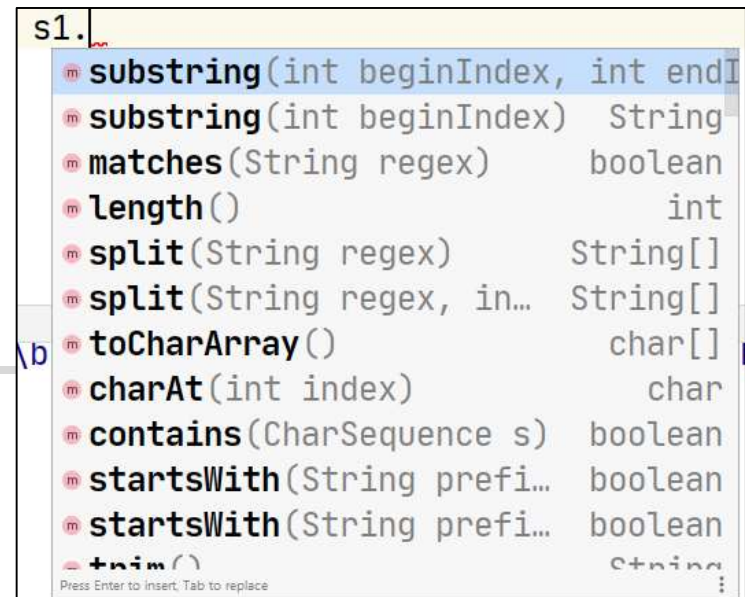 s1.
m substring(int beginIndex, int endI
m substring(int beginIndex) String
m matches(String regex) boolean
m length() int
m split(String regex) String[]
m split(String regex, in… String[]
\b
m toCharArray() char[]
m charAt(int index) char
m contains(CharSequence s) boolean
m startsWith(String prefi… boolean
m startsWith(String prefi… boolean
m trim() String
Press Enter to insert, Tab to replace